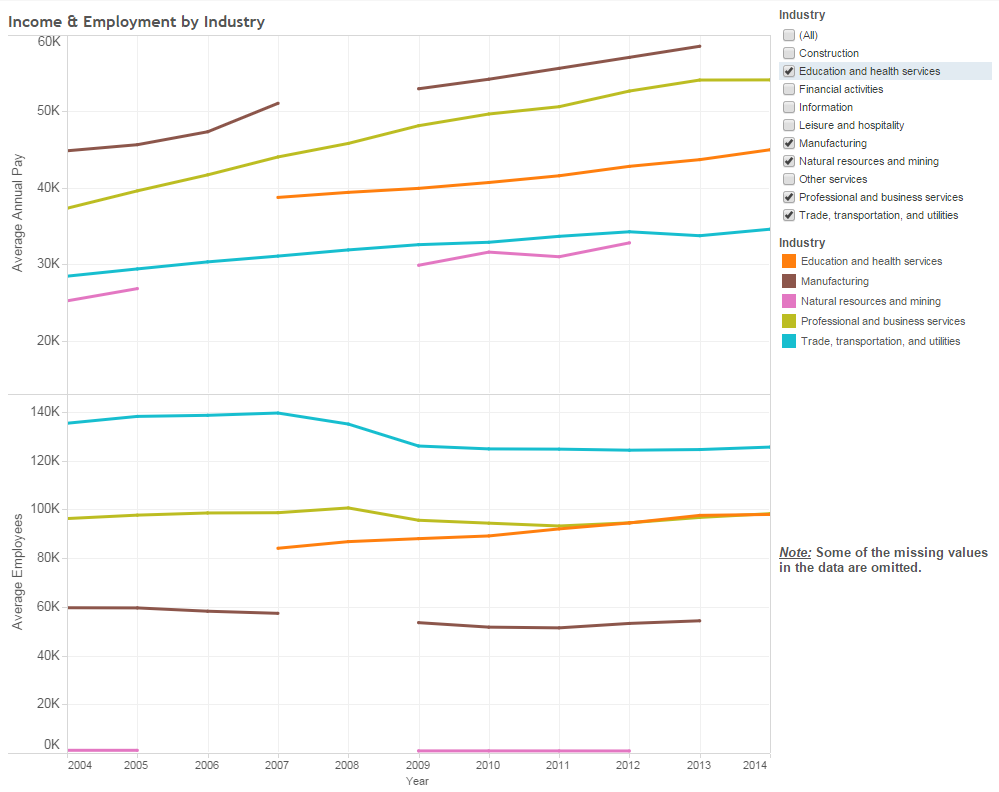 Income & Employment by Industry
60K
50K
40K
30K
20K
Average Annual Pay
140K
120K
100K
80K
60K
40K
20K
0K
Average Employees
2004 2005 2006 2007 2008 2009 2010 2011 2012 2013 2014
Year
Industry
(All)
Construction
Education and health services
Financial activities
Information
Leisure and hospitality
Manufacturing
Natural resources and mining
Other services
Professional and business services
Trade, transportation, and utilities
Industry
Education and health services
Manufacturing
Natural resources and mining
Professional and business services
Trade, transportation, and utilities
Note: Some of the missing values
in the data are omitted.